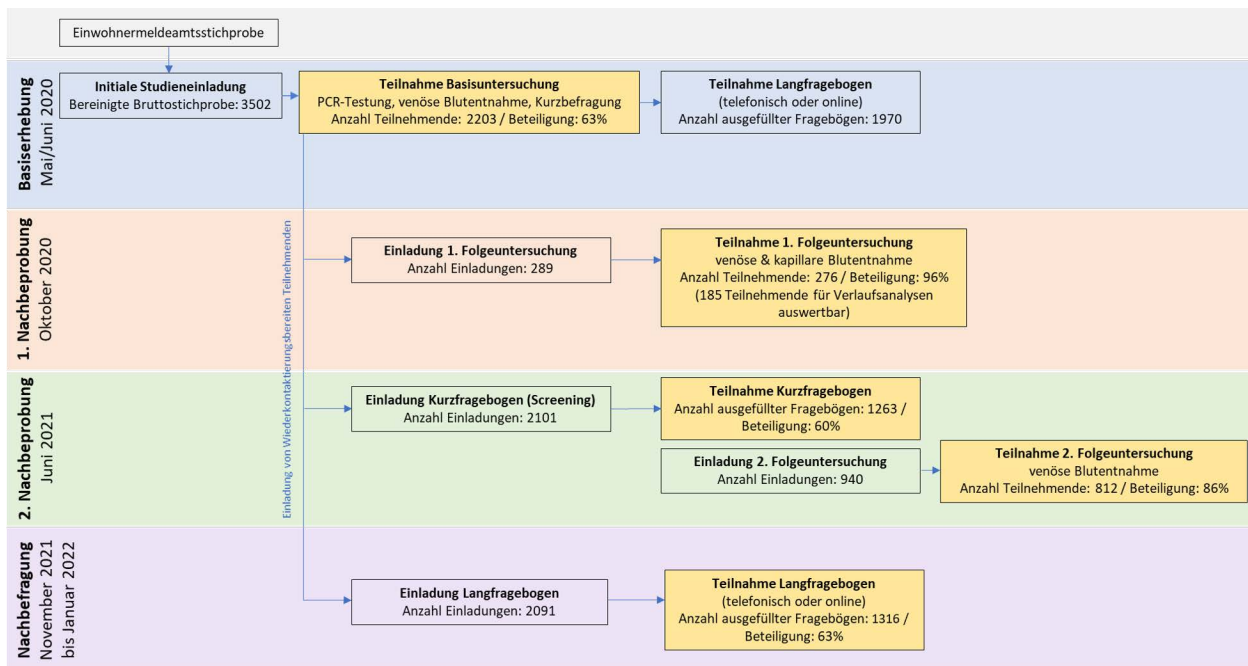 Einwohnermeldeamtsstichprobe
Basiserhebung
Mai/Juni 2020
Initiale Studieneinladung
Bereinigte Bruttostichprobe: 3502
Teilnahme Basisuntersuchung
PCR-Testung, venöse Blutentnahme, Kurzbefragung
Anzahl Teilnehmende: 2203 / Beteiligung: 63%
Teilnahme Langfragebogen
(telefonisch oder online)
Anzahl ausgefüllter Fragebögen: 1970
Einladung von Wiederkontaktierungsbereiten Teilnehmenden
1. Nachbeprobung
Oktober 2020
Einladung 1. Folgeuntersuchung
Anzahl Einladungen: 289
Teilnahme 1. Folgeuntersuchung
venöse & kapillare Blutentnahme
Anzahl Teilnehmende: 276 / Beteiligung: 96%
(185 Teilnehmende für Verlaufsanalysen
auswertbar)
2. Nachbeprobung
Juni 2021
Einladung Kurzfragebogen (Screening)
Anzahl Einladungen: 2101
Teilnahme Kurzfragebogen
Anzahl ausgefüllter Fragebögen: 1263 /
Beteiligung: 60%
Einladung 2. Folgeuntersuchung
Anzahl Einladungen: 940
Teilnahme 2. Folgeuntersuchung
venöse Blutentnahme
Anzahl Teilnehmende: 812 / Beteiligung: 86%
Nachbefragung
November 2021
bis Januar 2022
Einladung Langfragebogen
Anzahl Einladungen: 2091
Teilnahme Langfragebogen
(telefonisch oder online)
Anzahl ausgefüllter Fragebögen: 1316 /
Beteiligung: 63%